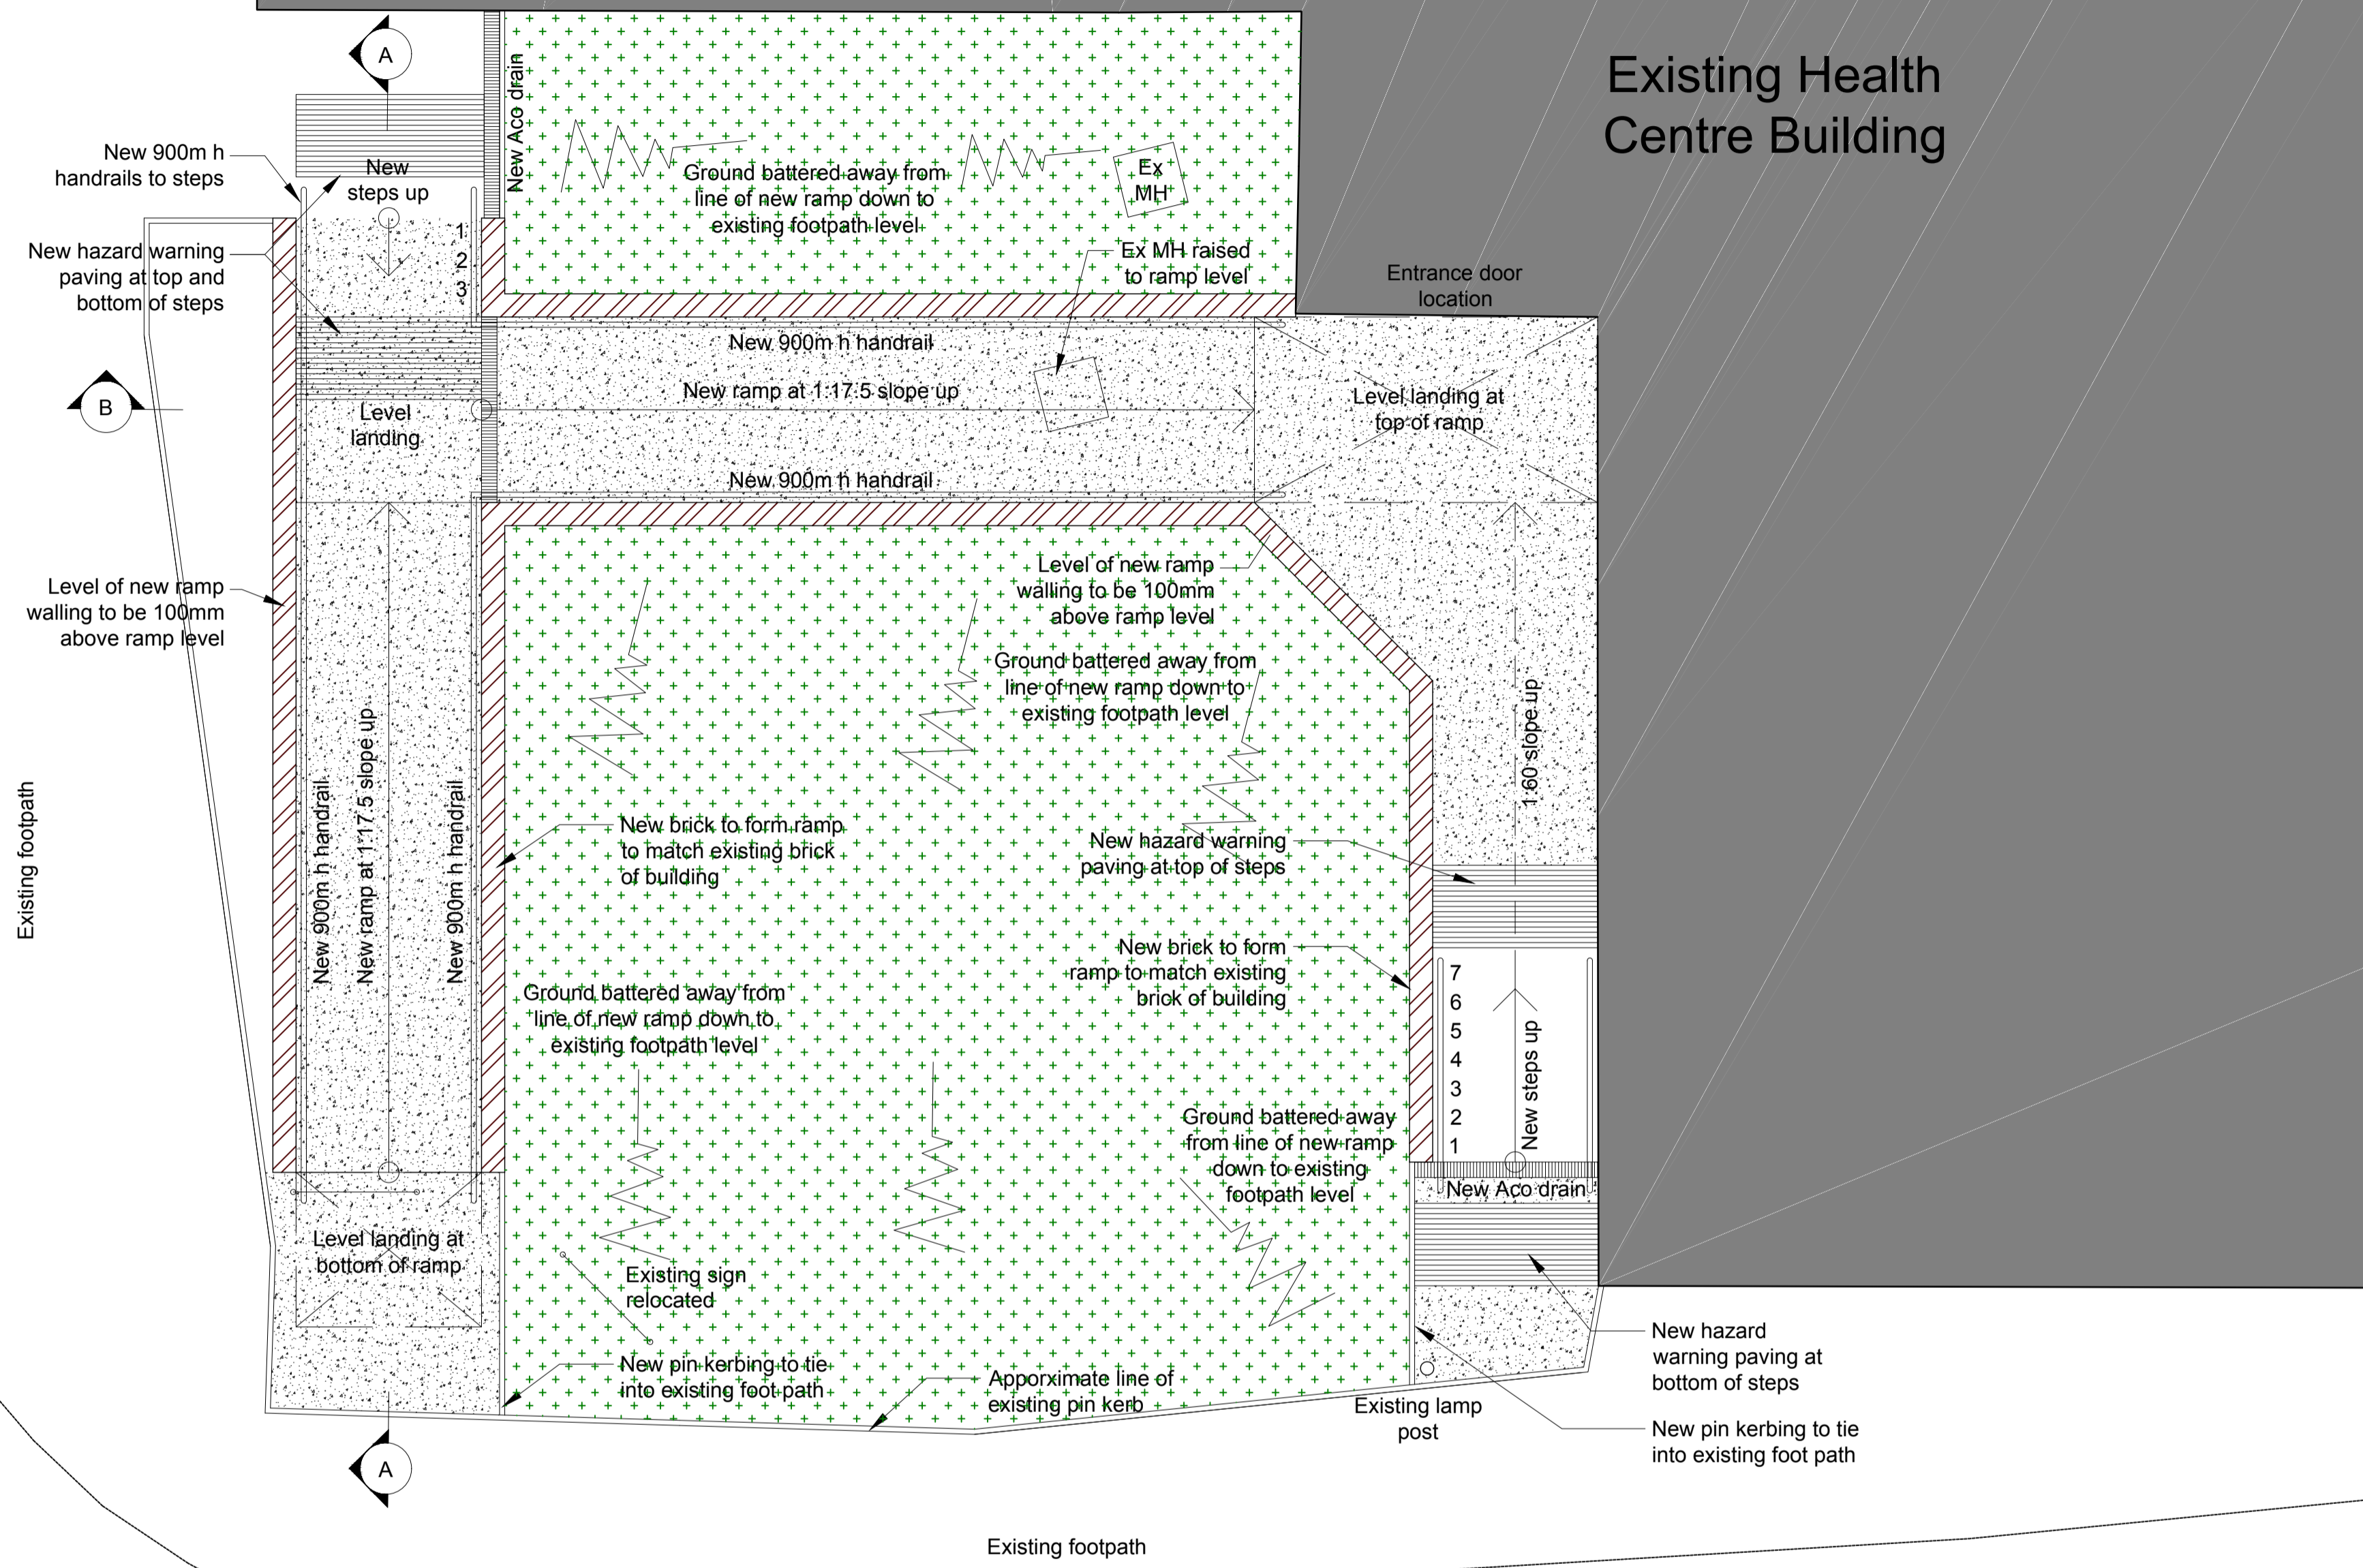 Existing Health
Centre Building
A
New Aco drain
New 900m h
handrails to steps
New
steps up
Ground battered away from
line of new ramp down to
existing footpath level
Ex
MH
1
2
3
New hazard warning
paving at top and
bottom of steps
Ex MH raised
to ramp level
Entrance door
location
New 900m h handrail
New ramp at 1:17.5 slope up
B
Level
landing
Level landing at
top of ramp
New 900m h handrail
Level of new ramp
walling to be 100mm
above ramp level
Level of new ramp
walling to be 100mm
above ramp level
Ground battered away from
line of new ramp down to
existing footpath level
1:60 slope up
Existing footpath
New 900m h handrail
New ramp at 1:17.5 slope up
New 900m h handrail
New brick to form ramp
to match existing brick
of building
New hazard warning
paving at top of steps
New brick to form
ramp to match existing
brick of building
7
6
5
4
3
2
1
New steps up
Ground battered away from
line of new ramp down to
existing footpath level
Ground battered away
from line of new ramp
down to existing
footpath level
New Aco drain
Level landing at
bottom of ramp
Existing sign
relocated
New pin kerbing to tie
into existing foot path
Apporximate line of
existing pin kerb
Existing lamp
post
New hazard
warning paving at
bottom of steps
New pin kerbing to tie
into existing foot path
A
Existing footpath